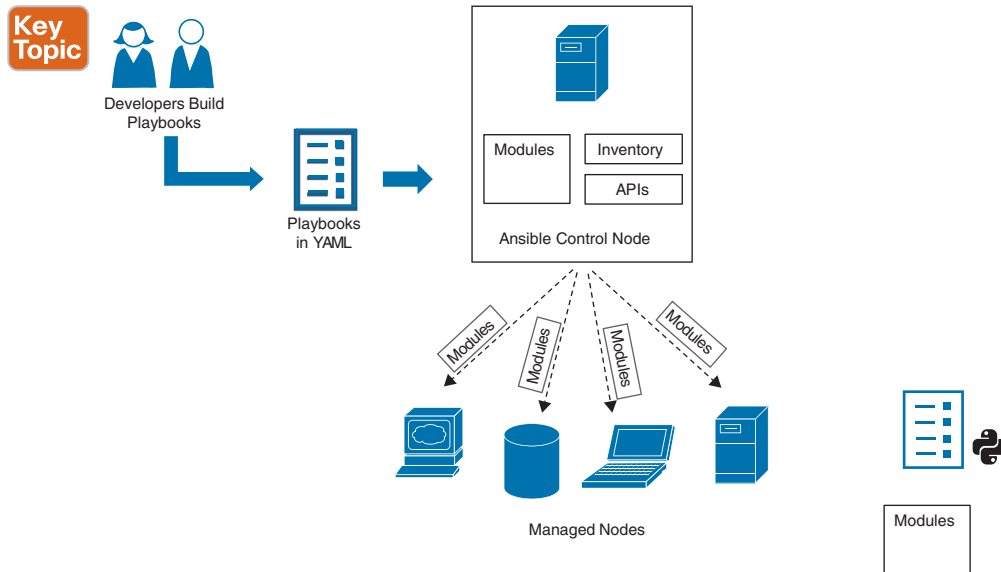 Key
Topic
Developers Build
Playbooks
Playbooks
in YAML
Modules
Inventory
APIs
Ansible Control Node
Modules
Modules
Modules
Modules
Managed Nodes
Modules